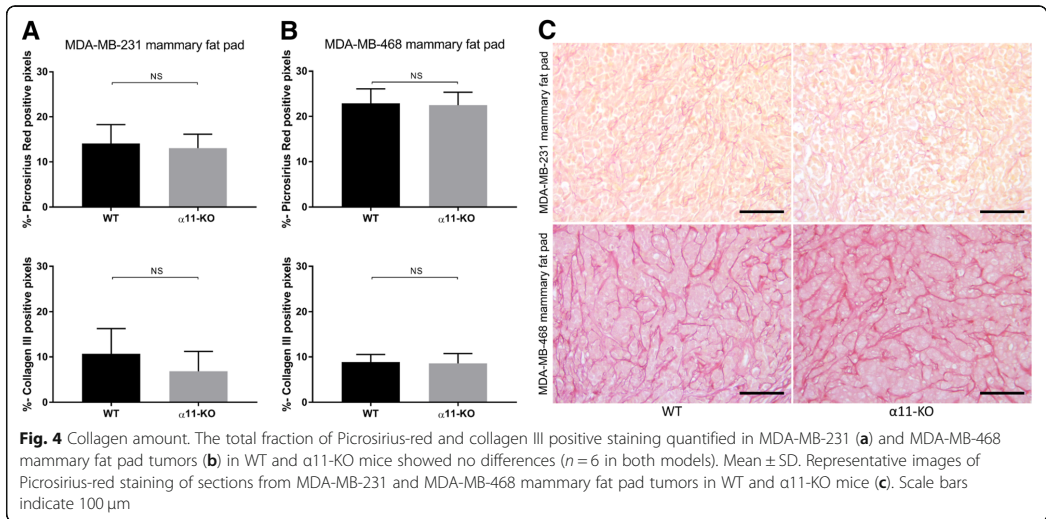 A
MDA-MB-231 mammary fat pad
%- Picrosirius Red positive pixels
30
20
10
0
NS
WT
α11-KO
%- Collagen III positive pixels
30
20
10
0
NS
WT
α11-KO
B
MDA-MB-468 mammary fat pad
%- Picrosirius Red positive pixels
30
20
10
0
NS
WT
α11-KO
%- Collagen III positive pixels
30
20
10
0
NS
WT
α11-KO
C
MDA-MB-231 mammary fat pad
MDA-MB-468 mammary fat pad
WT
α11-KO
Fig. 4 Collagen amount. The total fraction of Picrosirius-red and collagen III positive staining quantified in MDA-MB-231 (a) and MDA-MB-468
mammary fat pad tumors (b) in WT and α11-KO mice showed no differences (n = 6 in both models). Mean ± SD. Representative images of
Picrosirius-red staining of sections from MDA-MB-231 and MDA-MB-468 mammary fat pad tumors in WT and α11-KO mice (c). Scale bars
indicate 100 μm